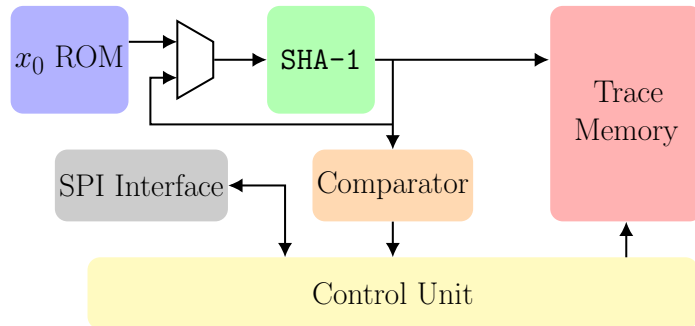 x₀ ROM
SHA-1
Trace
Memory
SPI Interface
Comparator
Control Unit